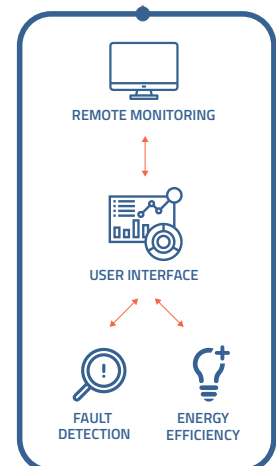 REMOTE MONITORING
USER INTERFACE
FAULT
DETECTION
ENERGY
EFFICIENCY